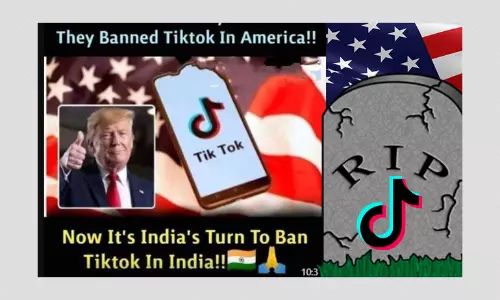 They Banned Tiktok In America!!
Tik Tok
Now It's India's Turn To Ban
Tiktok In India!!🇮🇳🙏
10:3
RIP